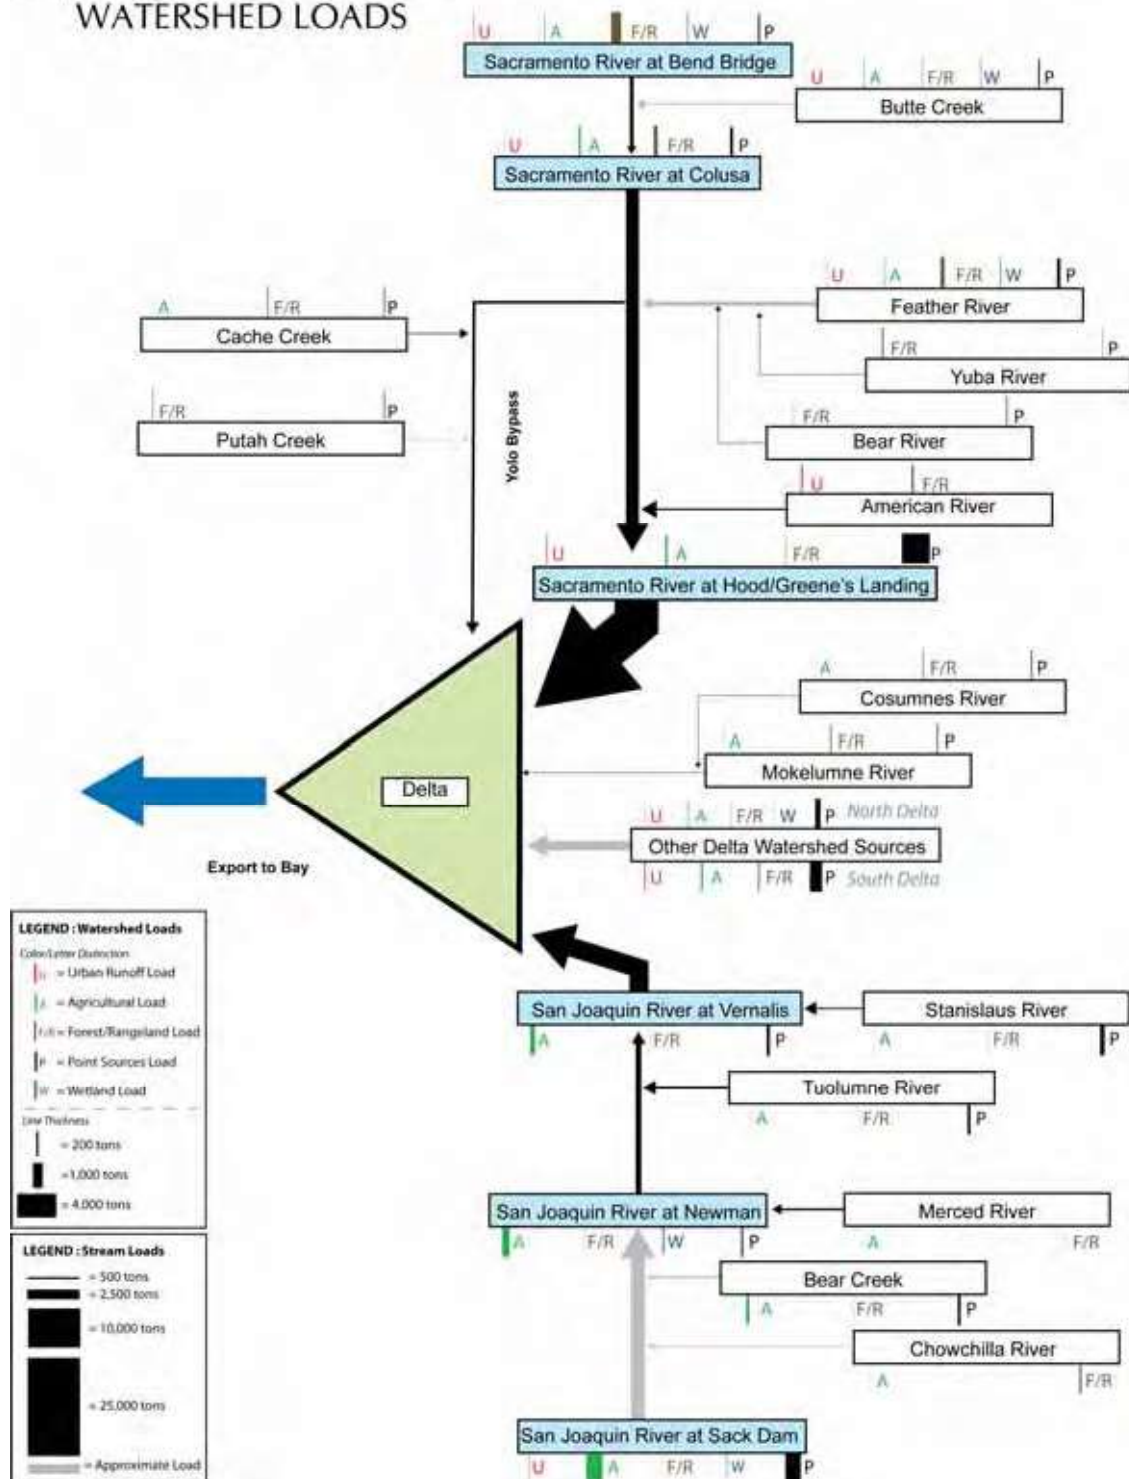 WATERSHED LOADS
U A F/R W P
Sacramento River at Bend Bridge
U A F/R W P
Butte Creek
U A F/R P
Sacramento River at Colusa
U A F/R W P
Feather River
A F/R P
Cache Creek
F/R P
Yuba River
F/R P
Putah Creek
Yolo Bypass
F/R P
Bear River
U F/R
American River
U A F/R P
Sacramento River at Hood/Greene's Landing
A F/R P
Cosumnes River
A F/R P
Mokelumne River
Delta
U A F/R W P North Delta
Other Delta Watershed Sources
U A F/R P South Delta
Export to Bay
LEGEND : Watershed Loads
Color/Letter Distinction
U = Urban Runoff Load
A = Agricultural Load
F/R = Forest/Rangeland Load
P = Point Sources Load
W = Wetland Load
Line Thickness
= 200 tons
=1,000 tons
= 4,000 tons
LEGEND : Stream Loads
= 500 tons
= 2,500 tons
= 10,000 tons
= 25,000 tons
= Approximate Load
San Joaquin River at Vernalis
A F/R P
Stanislaus River
A F/R P
Tuolumne River
A F/R P
San Joaquin River at Newman
A F/R W P
Merced River
A F/R
Bear Creek
A F/R P
Chowchilla River
A F/R
San Joaquin River at Sack Dam
U A F/R W P